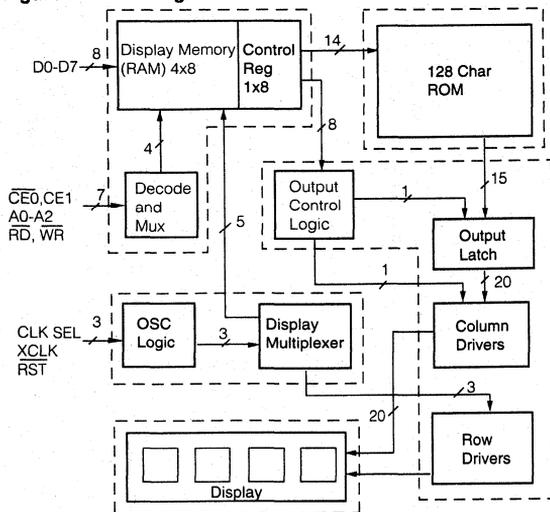 D0-D7
8
Display Memory
(RAM) 4x8
Control
Reg
1x8
14
128 Char
ROM
8
4
7
CE0,CE1
A0-A2
RD, WR
Decode
and
Mux
5
Output
Control
Logic
1
15
Output
Latch
1
20
CLK SEL
XCLK
RST
3
OSC
Logic
3
Display
Multiplexer
Column
Drivers
3
20
Row
Drivers
Display